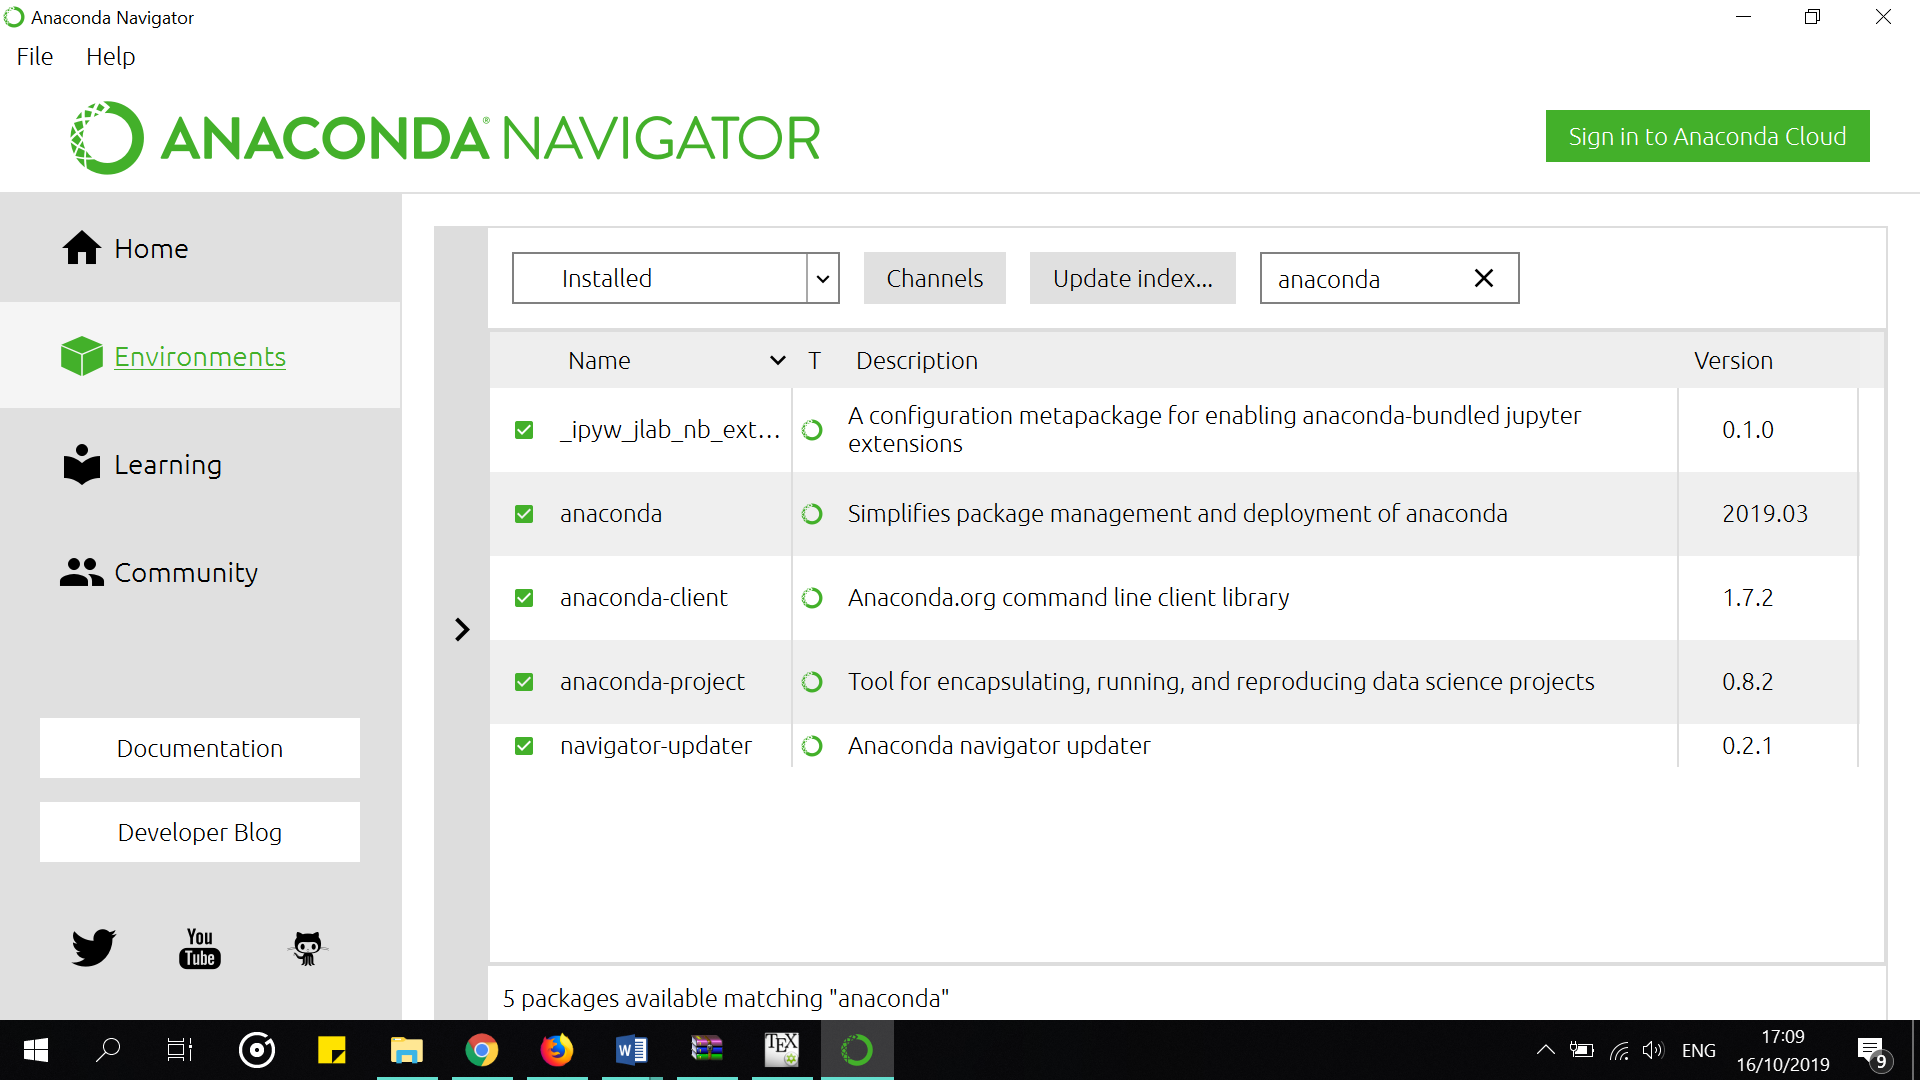 Anaconda Navigator
File Help
ANACONDA® NAVIGATOR
Sign in to Anaconda Cloud
Home
Environments
Learning
Community
Documentation
Developer Blog
You
Tube
Installed Channels Update index... anaconda
Name T Description Version
_ipyw_jlab_nb_ext... A configuration metapackage for enabling anaconda-bundled jupyter extensions 0.1.0
anaconda Simplifies package management and deployment of anaconda 2019.03
anaconda-client Anaconda.org command line client library 1.7.2
anaconda-project Tool for encapsulating, running, and reproducing data science projects 0.8.2
navigator-updater Anaconda navigator updater 0.2.1
5 packages available matching "anaconda"
W
TEX
ENG
17:09
16/10/2019
9